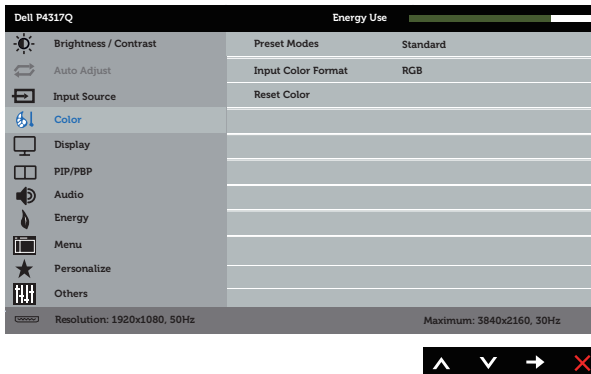 Dell P4317Q Energy Use
Brightness / Contrast Preset Modes Standard
Auto Adjust Input Color Format RGB
Input Source Reset Color
Color
Display
PIP/PBP
Audio
Energy
Menu
Personalize
Others
Resolution: 1920x1080, 50Hz Maximum: 3840x2160, 30Hz